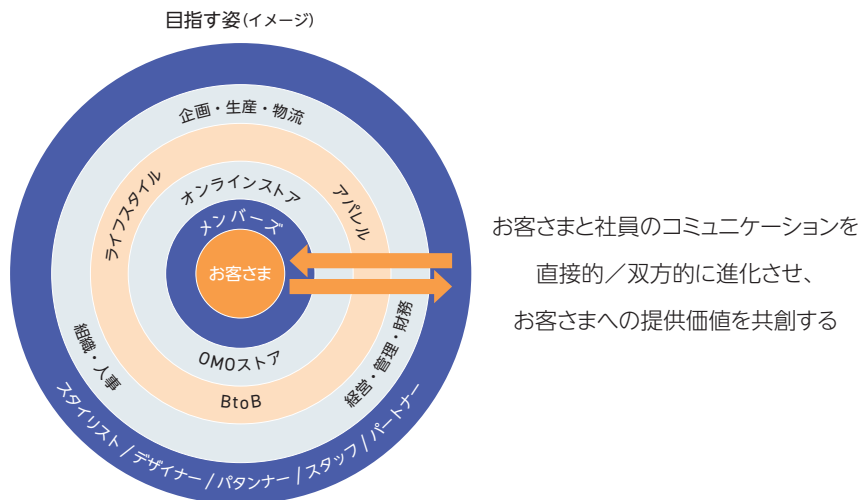 目指す姿(イメージ)
企画・生産・物流
ライフスタイル
アパレル
オンラインストア
メンバーズ
お客さま
OMOストア
BtoB
組織・人事
経営・管理・財務
スタイリスト / デザイナー / パタンナー / スタッフ / パートナー
お客さまと社員のコミュニケーションを
直接的／双方的に進化させ、
お客さまへの提供価値を共創する